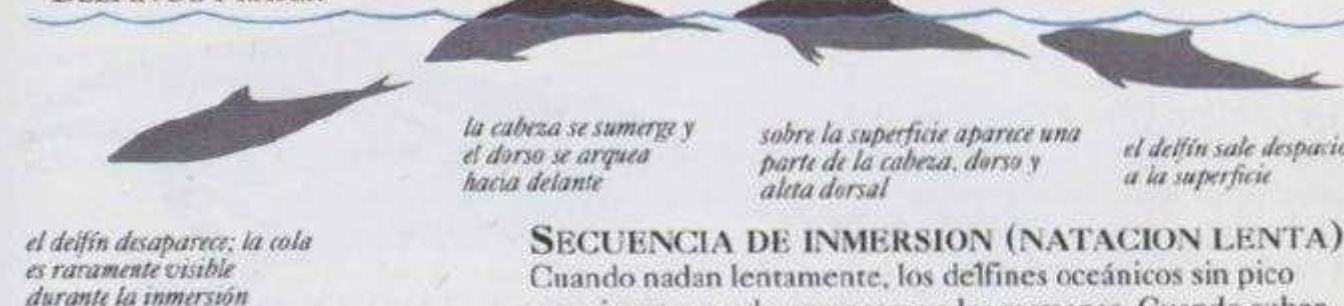 la cabeza se sumerge y
el dorso se arquea
hacia delante
sobre la superficie aparece una
parte de la cabeza, dorso y
aleta dorsal
el delfín sale despacio
a la superficie
el delfín desaparece; la cola
es raramente visible
durante la inmersión
SECUENCIA DE INMERSION (NATACION LENTA)
Cuando nadan lentamente, los delfines oceánicos sin pico